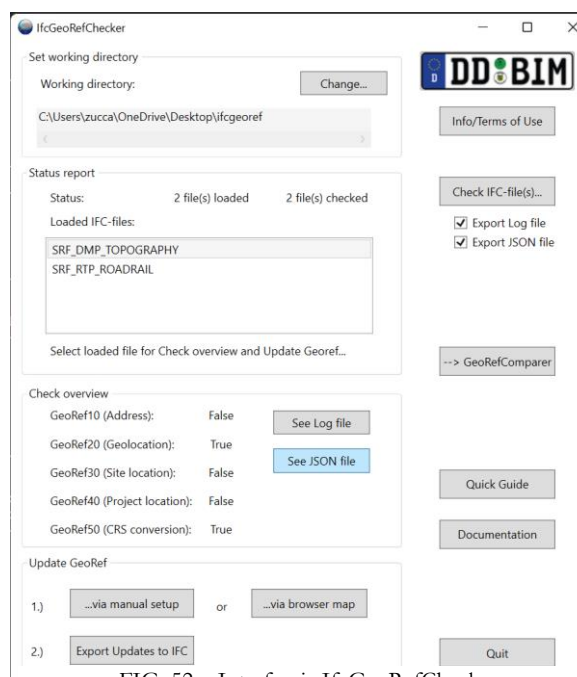 IfcGeoRefChecker
Set working directory
Working directory:
Change...
C:\Users\zucca\OneDrive\Desktop\ifcgeoref
D DD BIM
Info/Terms of Use
Status report
Status: 2 file(s) loaded 2 file(s) checked
Loaded IFC-files:
SRF_DMP_TOPOGRAPHY
SRF_RTP_ROADRAIL
Check IFC-file(s)...
Export Log file
Export JSON file
Select loaded file for Check overview and Update Georef...
--> GeoRefComparer
Check overview
GeoRef10 (Address): False
GeoRef20 (Geolocation): True
GeoRef30 (Site location): False
GeoRef40 (Project location): False
GeoRef50 (CRS conversion): True
See Log file
See JSON file
Quick Guide
Documentation
Update GeoRef
1.) ...via manual setup or ...via browser map
2.) Export Updates to IFC
Quit